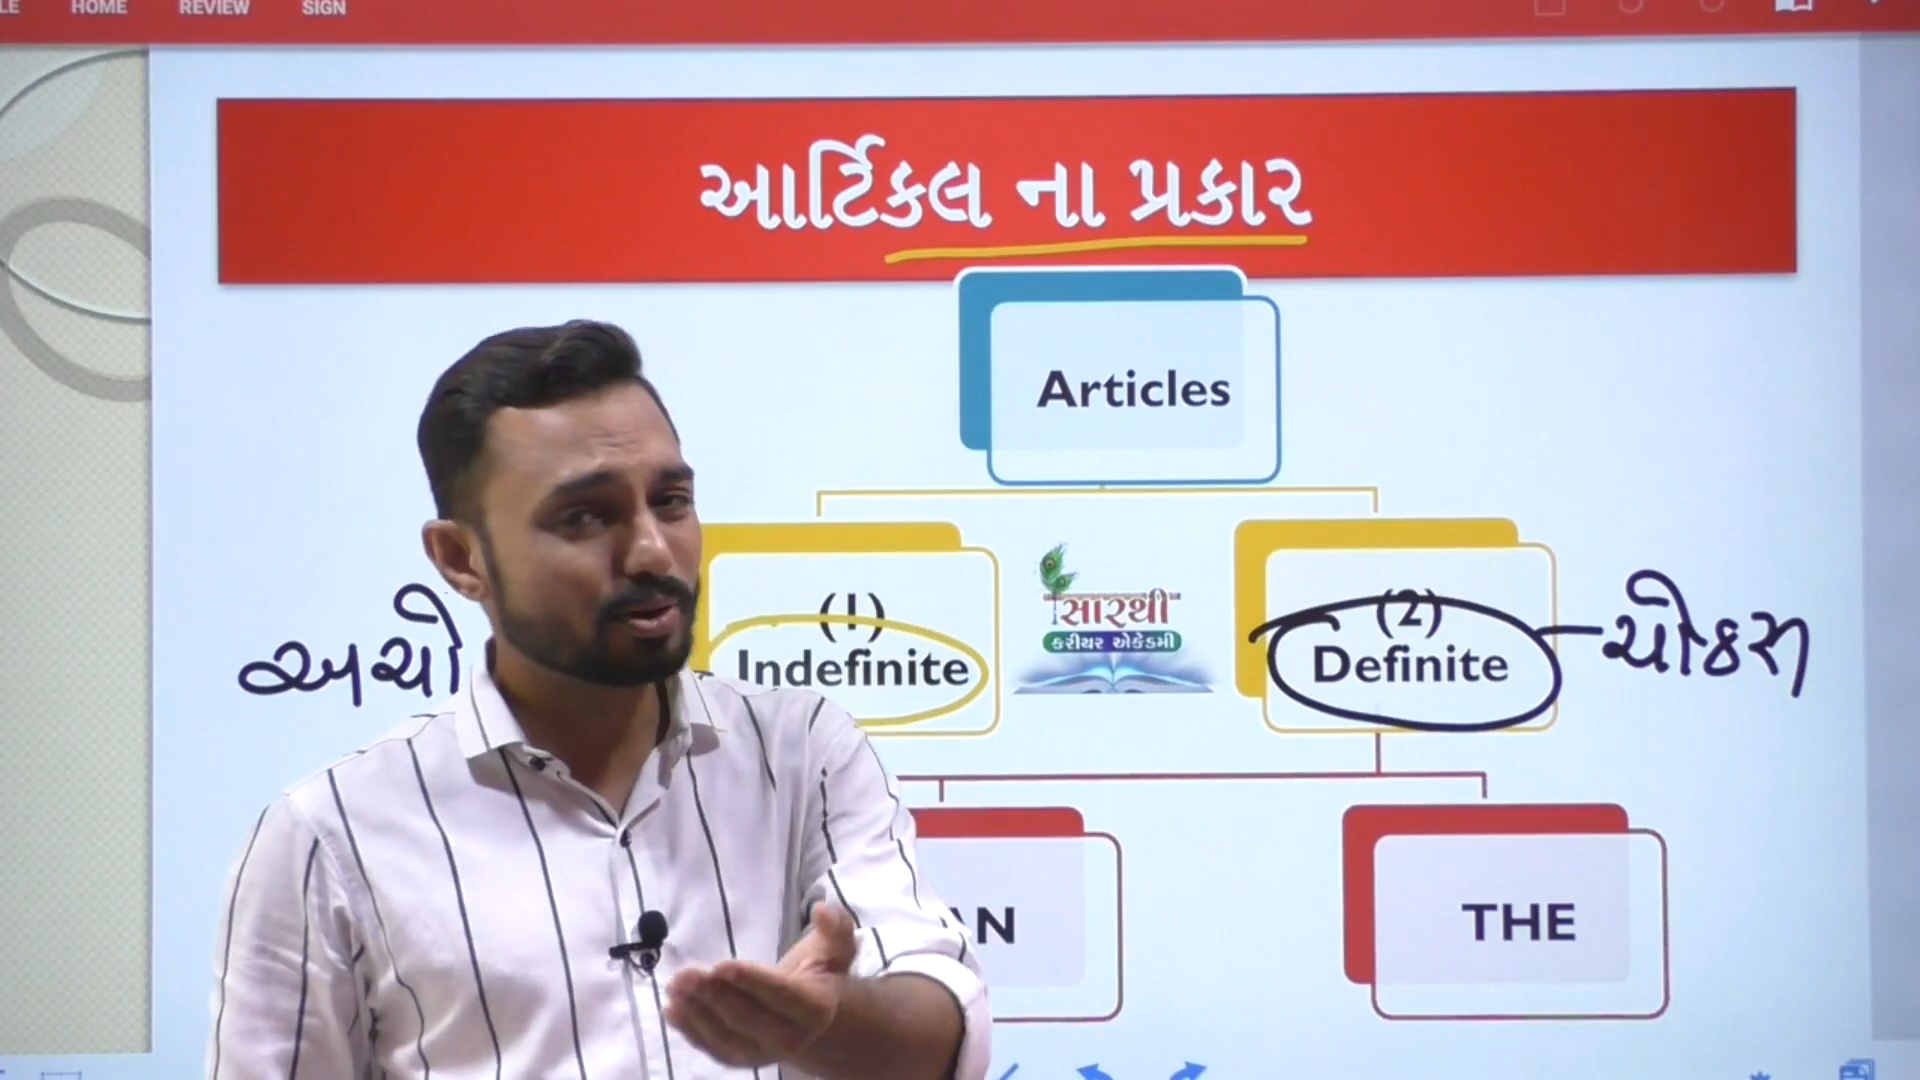 HOME REVIEW SIGN
આર્ટિકલ ના પ્રકાર
Articles
(1)
Indefinite
સારથી
કરીયર એકેડમી
(2)
Definite
અચો
ચોકસ
AN
THE